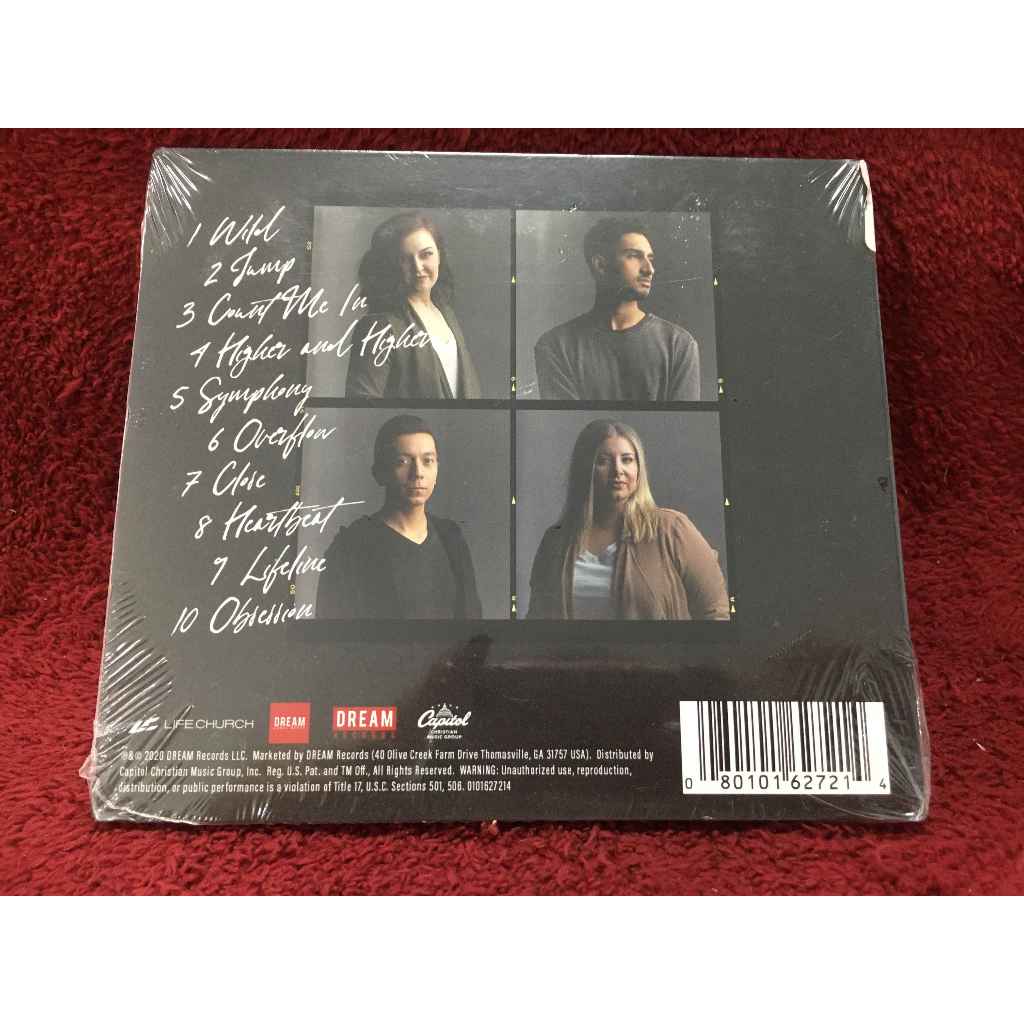 1 Wild
2 Jump
3 Count Me In
4 Higher and Higher
5 Symphony
6 Overflow
7 Close
8 Heartbeat
9 Lifeline
10 Obsession
LIFE.CHURCH
DREAM
DREAM
RECORDS
Capitol
CHRISTIAN
MUSIC GROUP
℗&© 2020 DREAM Records LLC. Marketed by DREAM Records (40 Olive Creek Farm Drive Thomasville, GA 31757 USA). Distributed by
Capitol Christian Music Group, Inc. Reg. U.S. Pat. and TM Off., All Rights Reserved. WARNING: Unauthorized use, reproduction,
distribution, or public performance is a violation of Title 17, U.S.C. Sections 501, 506. 0101627214
0 80101 62721 4